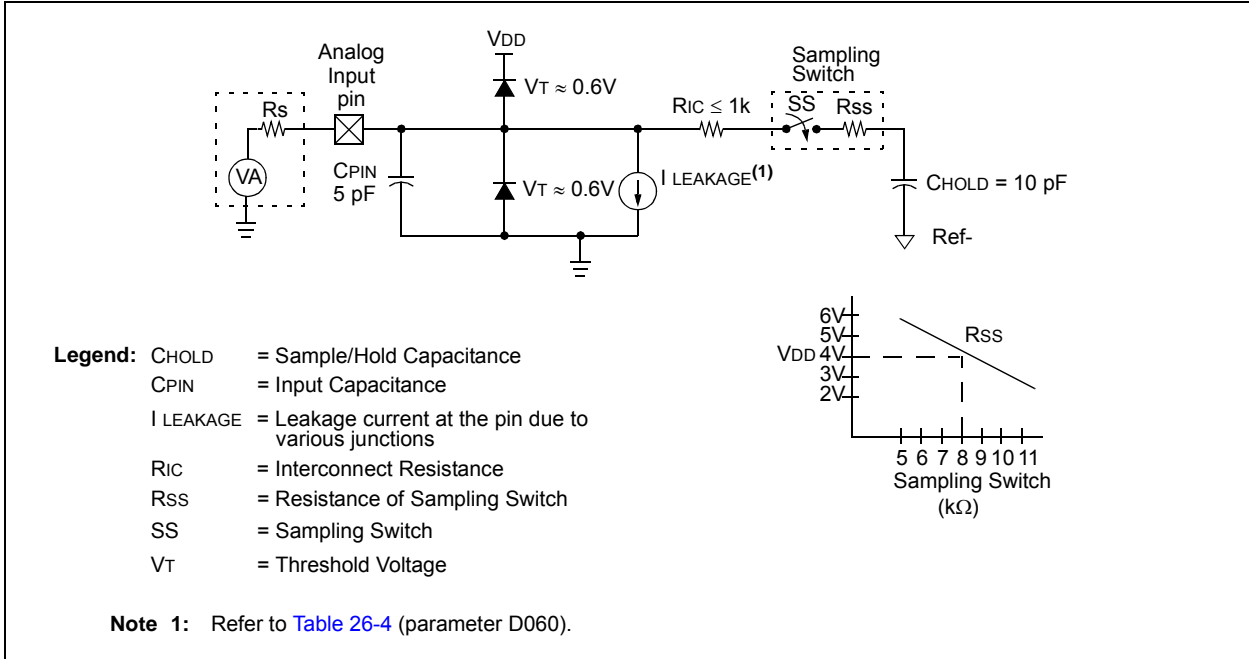 VDD
Analog
Input
pin
Sampling
Switch
VT ≈ 0.6V
Rs
RIC ≤ 1k
SS
Rss
VA
CPIN
5 pF
VT ≈ 0.6V
I LEAKAGE(1)
CHOLD = 10 pF
Ref-
Legend: CHOLD = Sample/Hold Capacitance
CPIN = Input Capacitance
I LEAKAGE = Leakage current at the pin due to
various junctions
RIC = Interconnect Resistance
RSS = Resistance of Sampling Switch
SS = Sampling Switch
VT = Threshold Voltage
6V
5V
VDD 4V
3V
2V
RSS
5 6 7 8 9 10 11
Sampling Switch
(kΩ)
Note 1: Refer to Table 26-4 (parameter D060).